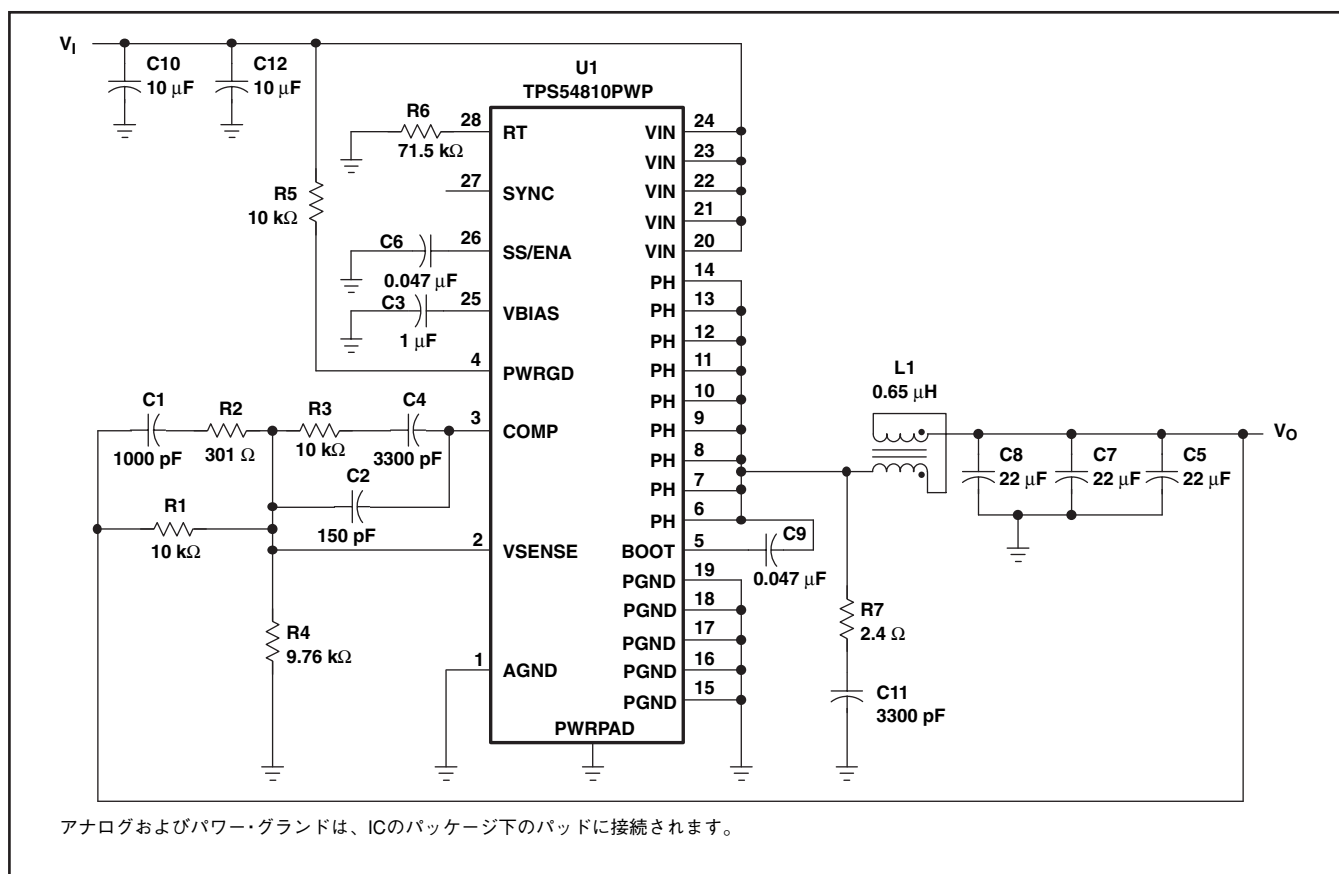 VI
C10
10 µF
C12
10 µF
U1
TPS54810PWP
R6
71.5 kΩ
28
RT
VIN
24
VIN
23
27
SYNC
VIN
22
R5
10 kΩ
VIN
21
C6
0.047 µF
26
SS/ENA
VIN
20
PH
14
C3
1 µF
25
VBIAS
PH
13
PH
12
4
PWRGD
PH
11
L1
0.65 µH
PH
10
C1
1000 pF
R2
301 Ω
R3
10 kΩ
C4
3300 pF
3
COMP
PH
9
VO
PH
8
C8
22 µF
C7
22 µF
C5
22 µF
C2
150 pF
PH
7
R1
10 kΩ
PH
6
2
VSENSE
BOOT
5
C9
0.047 µF
PGND
19
PGND
18
R7
2.4 Ω
R4
9.76 kΩ
PGND
17
1
AGND
PGND
16
PGND
15
C11
3300 pF
PWRPAD
アナログおよびパワー・グランドは、ICのパッケージ下のパッドに接続されます。